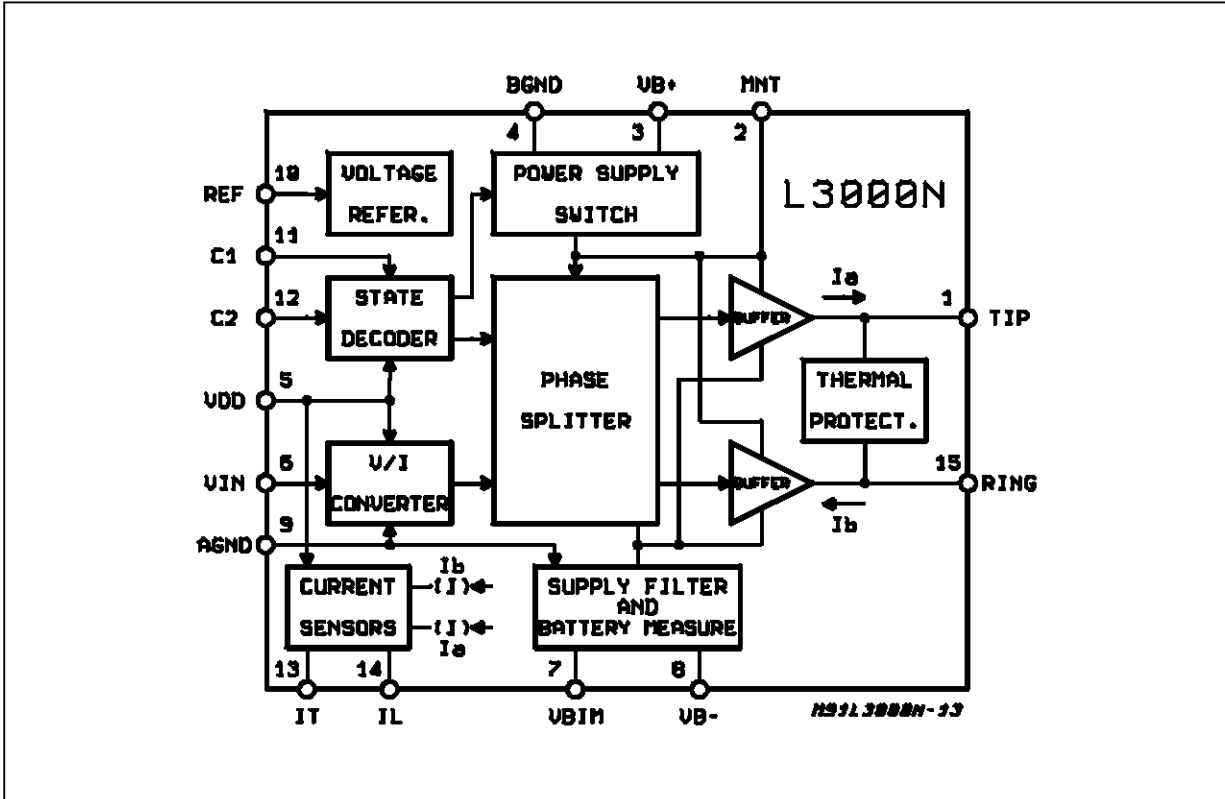 BGND VB+ MNT
4 3 2
REF 10 VOLTAGE REFER.
POWER SUPPLY SWITCH
L3000N
C1 11
C2 12 STATE DECODER
Ia
1 TIP
BUFFER
VDD 5
PHASE SPLITTER
THERMAL PROTECT.
VIN 6 V/I CONVERTER
BUFFER
15 RING
Ib
AGND 9
CURRENT SENSORS
Ib
(I)
(I)
Ia
SUPPLY FILTER AND BATTERY MEASURE
13 14 7 8
IT IL VBIM VB-
M93L3000N-13